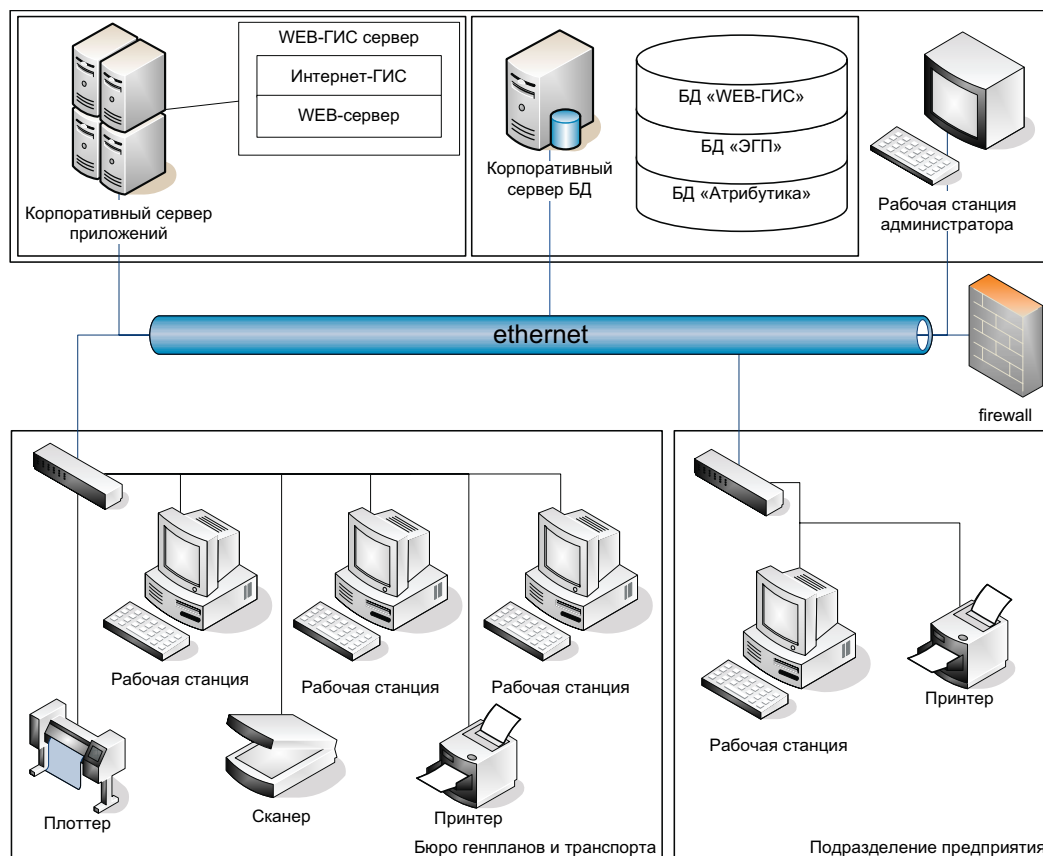 WEB-ГИС сервер
Интернет-ГИС
WEB-сервер
Корпоративный сервер
приложений
Корпоративный
сервер БД
БД «WEB-ГИС»
БД «ЭГП»
БД «Атрибутика»
Рабочая станция
администратора
ethernet
firewall
Рабочая станция
Рабочая станция
Рабочая станция
Плоттер
Сканер
Принтер
Бюро генпланов и транспорта
Рабочая станция
Принтер
Подразделение предприятия